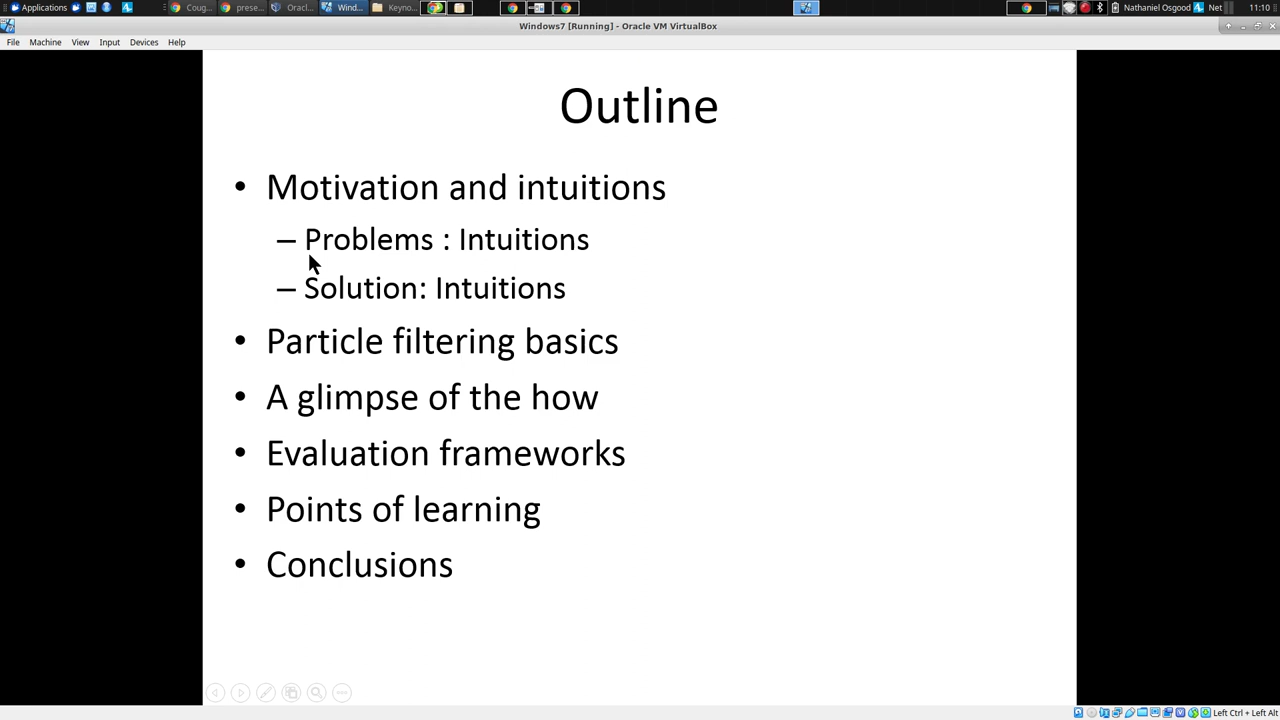 Applications
Coug...
prese...
Oracl...
Wind...
Keyno...
Nathaniel Osgood
Net
11:10
Windows7 [Running] - Oracle VM VirtualBox
File Machine View Input Devices Help
Outline
• Motivation and intuitions
– Problems : Intuitions
– Solution: Intuitions
• Particle filtering basics
• A glimpse of the how
• Evaluation frameworks
• Points of learning
• Conclusions
Left Ctrl + Left Alt